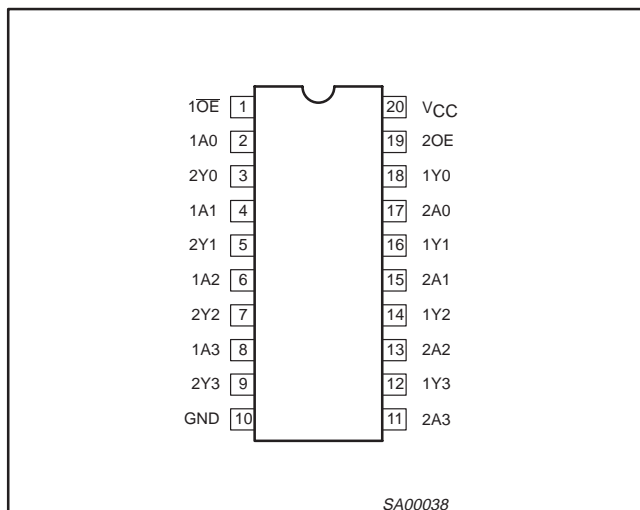 1O̅E̅ 1 20 VCC
1A0 2 19 2OE
2Y0 3 18 1Y0
1A1 4 17 2A0
2Y1 5 16 1Y1
1A2 6 15 2A1
2Y2 7 14 1Y2
1A3 8 13 2A2
2Y3 9 12 1Y3
GND 10 11 2A3
SA00038